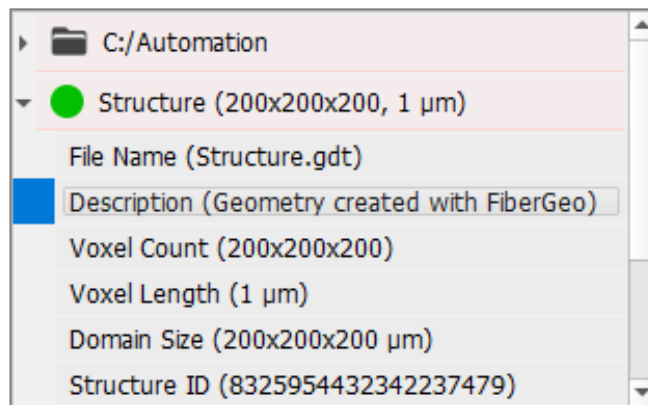 C:/Automation
Structure (200x200x200, 1 µm)
File Name (Structure.gdt)
Description (Geometry created with FiberGeo)
Voxel Count (200x200x200)
Voxel Length (1 µm)
Domain Size (200x200x200 µm)
Structure ID (8325954432342237479)